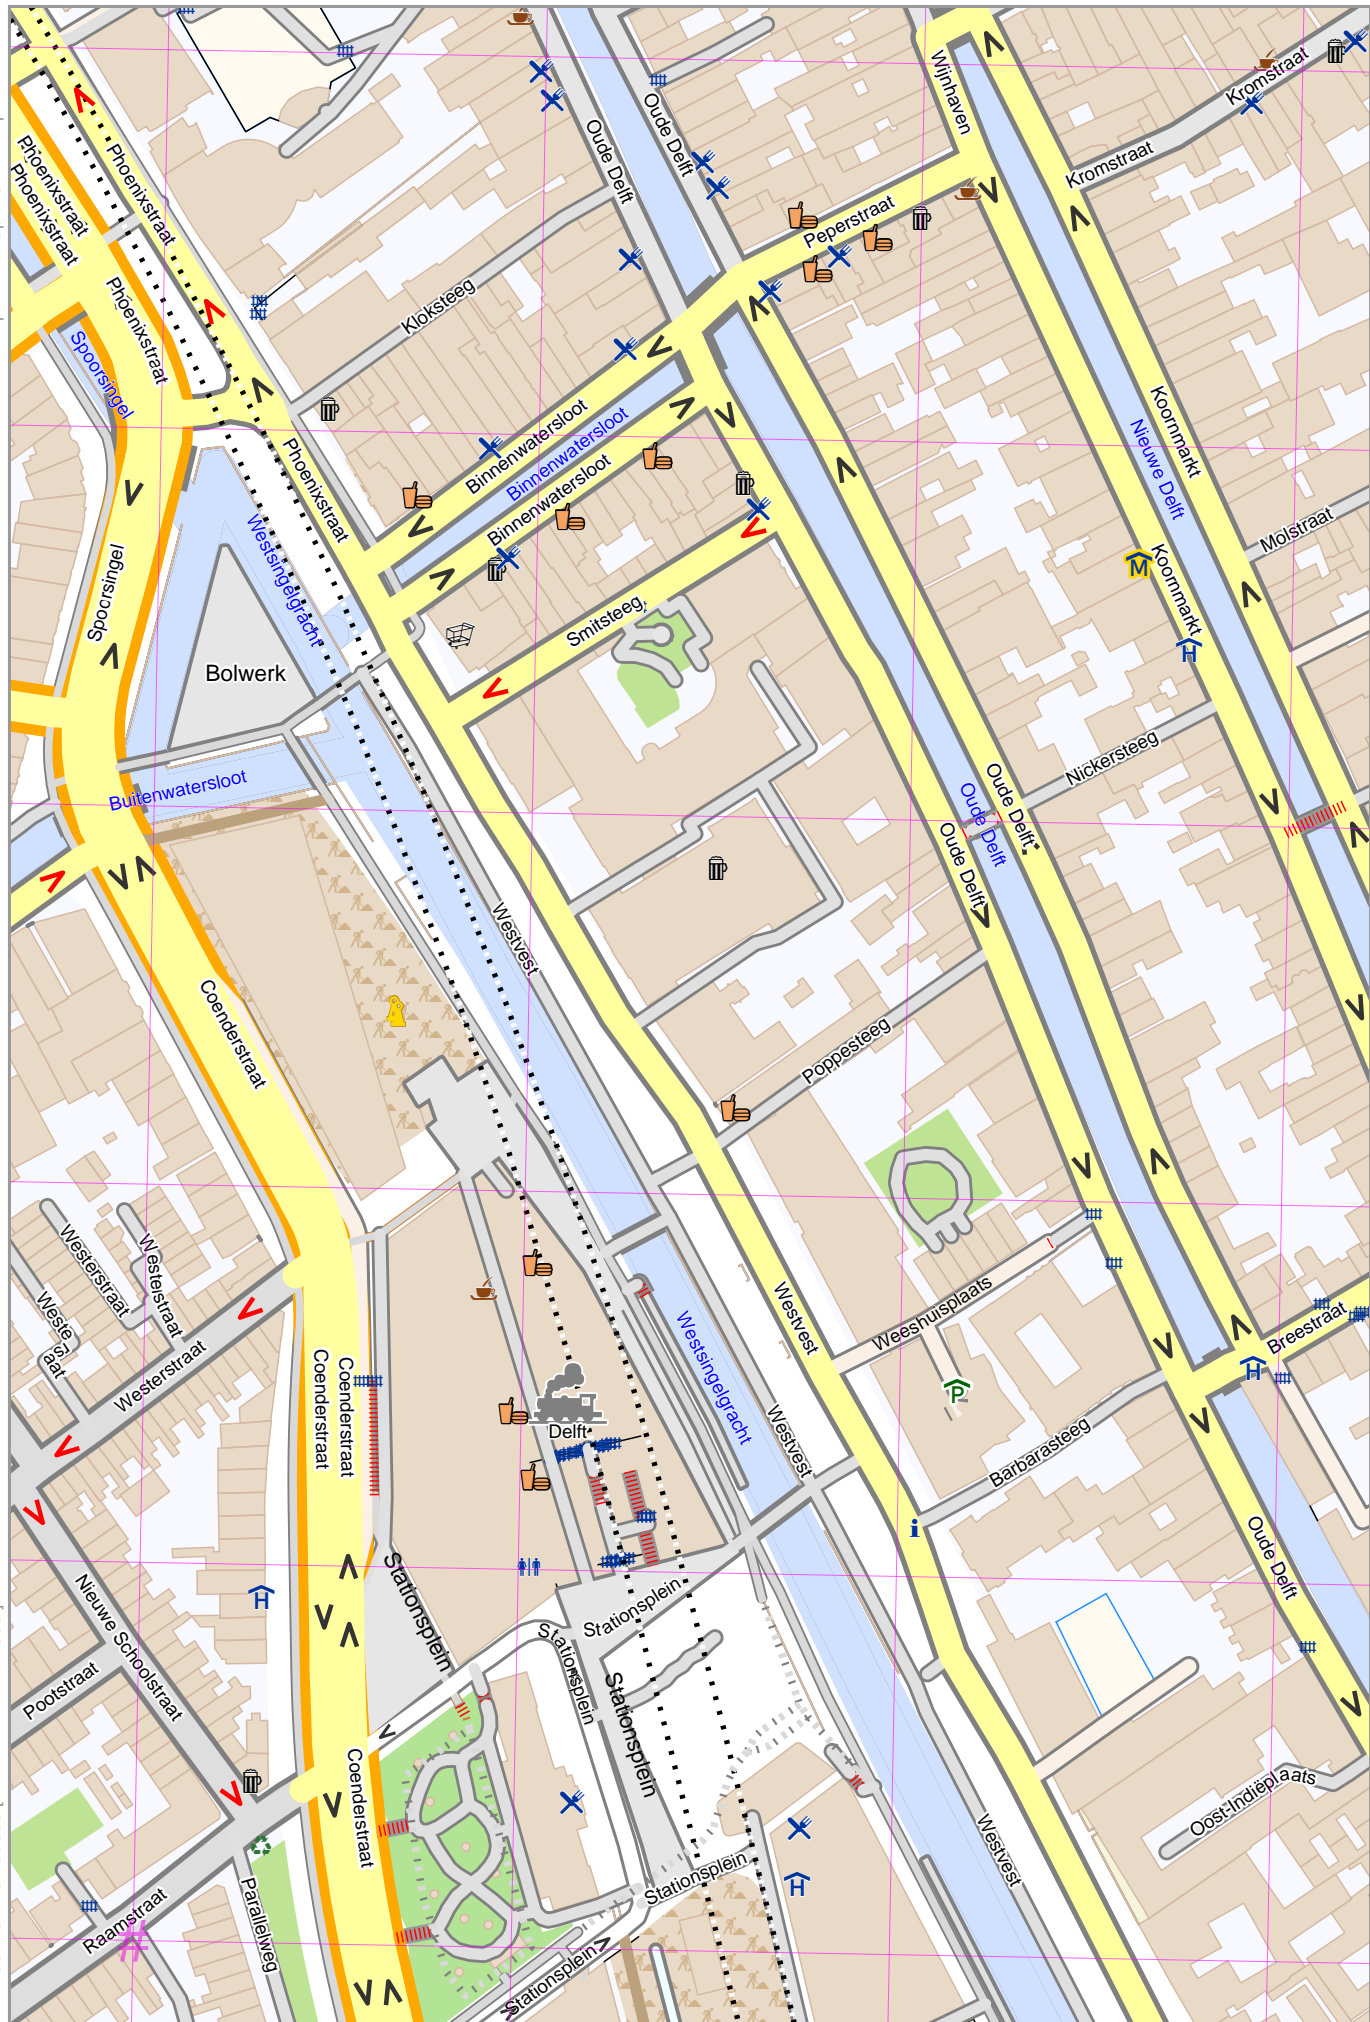 Wijnhaven
Kromstraat
Kromstraat
Oude Delft
Oude Delft
Phoenixstraat
Phoenixstraat
Phoenixstraat
Phoenixstraat
Peperstraat
Kloksteeg
Spoorsingel
Koornmarkt
Nieuwe Delft
Binnenwatersloot
Binnenwatersloot
Binnenwatersloot
Phoenixstraat
Westsingelgracht
Molstraat
Spoorsingel
M
Koornmarkt
H
Smitsteeg
Bolwerk
Nickersteeg
Buitenwatersloot
Oude Delft
Oude Delft
Oude Delft
Westvest
Coenderstraat
Poppesteeg
Westerstraat
Westerstraat
Westerstraat
Westerstraat
Westvest
Weeshuisplaats
Breestraat
H
P
Westsingelgracht
Coenderstraat
Coenderstraat
Delft
Westvest
Barbarasteeg
i
Oude Delft
Stationsplein
H
Nieuwe Schoolstraat
Stationsplein
Stationsplein
Stationsplein
Pootstraat
Coenderstraat
Oost-Indiëplaats
Westvest
Stationsplein
H
Raamstraat
Parallelweg
Stationsplein